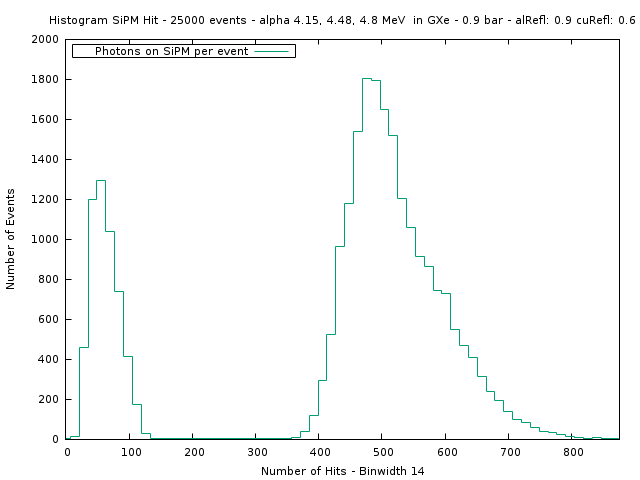 Histogram SiPM Hit - 25000 events - alpha 4.15, 4.48, 4.8 MeV  in GXe - 0.9 bar - alRefl: 0.9 cuRefl: 0.6
Photons on SiPM per event
2000
1800
1600
1400
1200
1000
800
600
400
200
0
Number of Events
0 100 200 300 400 500 600 700 800
Number of Hits - Binwidth 14